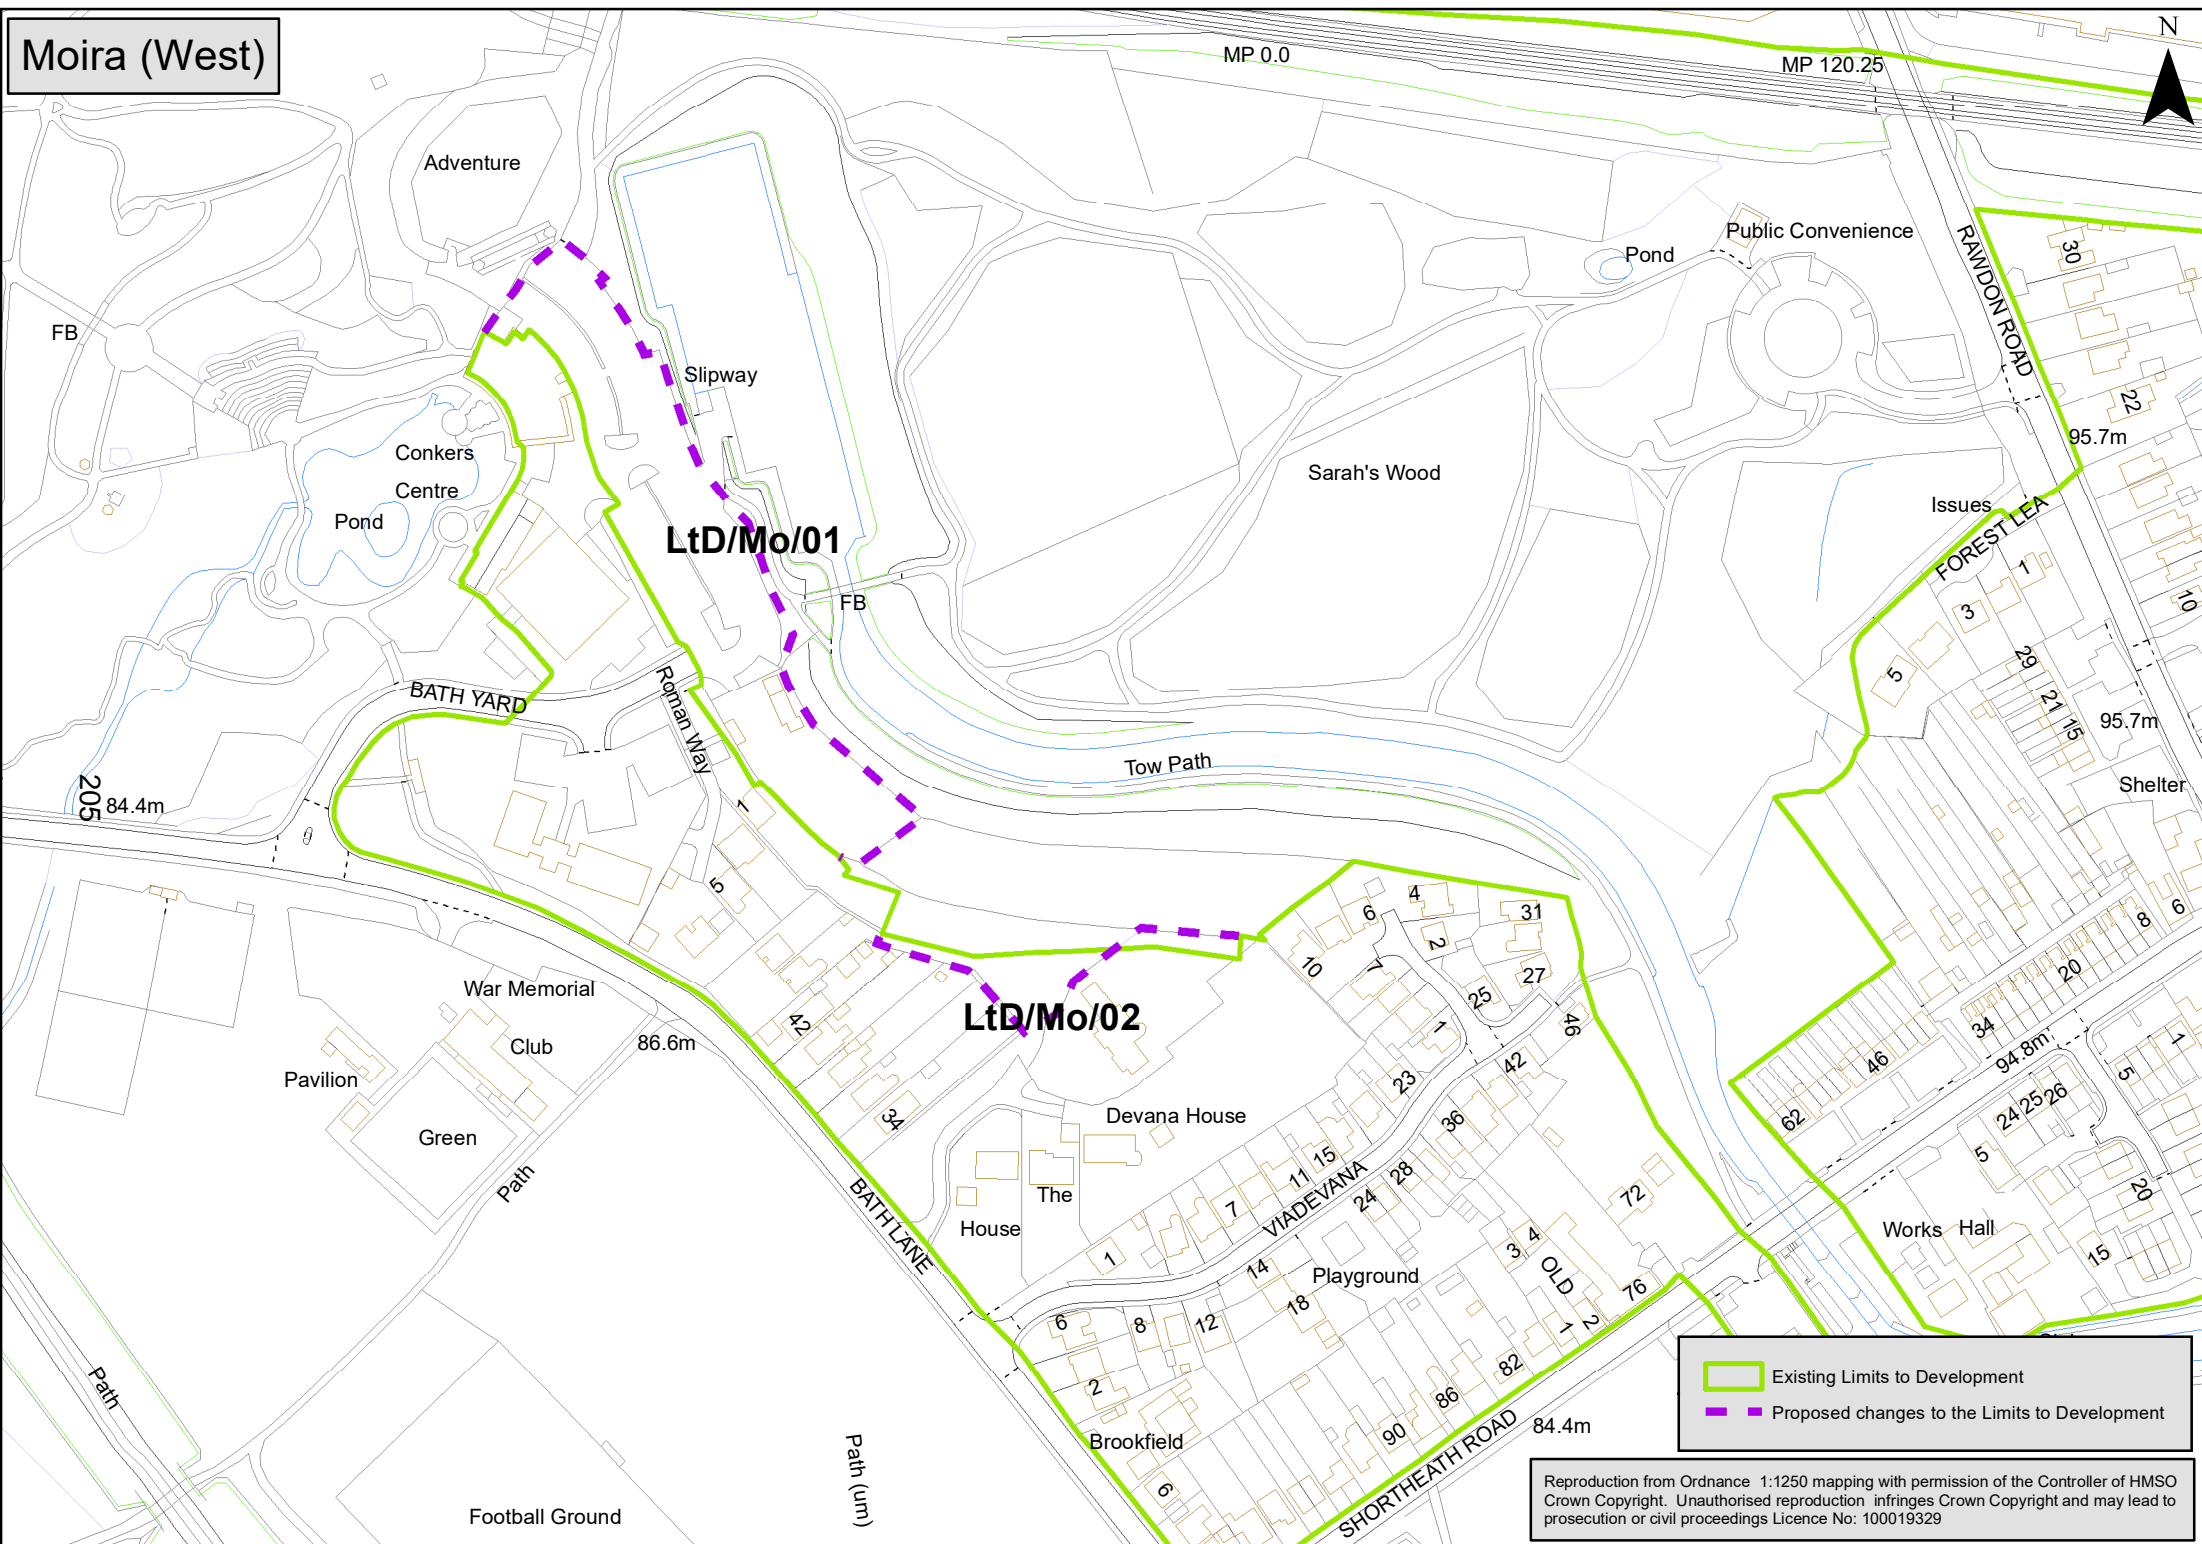 Moira (West)
N
MP 0.0
MP 120.25
Adventure
Public Convenience
Pond
RAWDON ROAD
30
FB
Slipway
22
95.7m
Conkers
Centre
Pond
Sarah's Wood
Issues
FOREST LEA
LtD/Mo/01
1
3
10
FB
5
29
21
15
95.7m
BATH YARD
Roman Way
Tow Path
Shelter
205
84.4m
1
5
4
6
31
2
8
6
10
7
27
25
20
War Memorial
Club
42
86.6m
LtD/Mo/02
1
46
34
94.8m
1
5
Pavilion
Green
34
23
42
46
62
24
25
26
Devana House
36
5
20
Path
The
House
BATH LANE
15
11
7
28
24
VIADEVANA
72
1
3
4
OLD
Works
Hall
15
14
18
Playground
76
6
8
12
1
2
2
82
86
90
Path
Brookfield
6
84.4m
SHORTHEATH ROAD
Path (um)
Football Ground
Existing Limits to Development
Proposed changes to the Limits to Development
Reproduction from Ordnance 1:1250 mapping with permission of the Controller of HMSO
Crown Copyright. Unauthorised reproduction infringes Crown Copyright and may lead to
prosecution or civil proceedings Licence No: 100019329